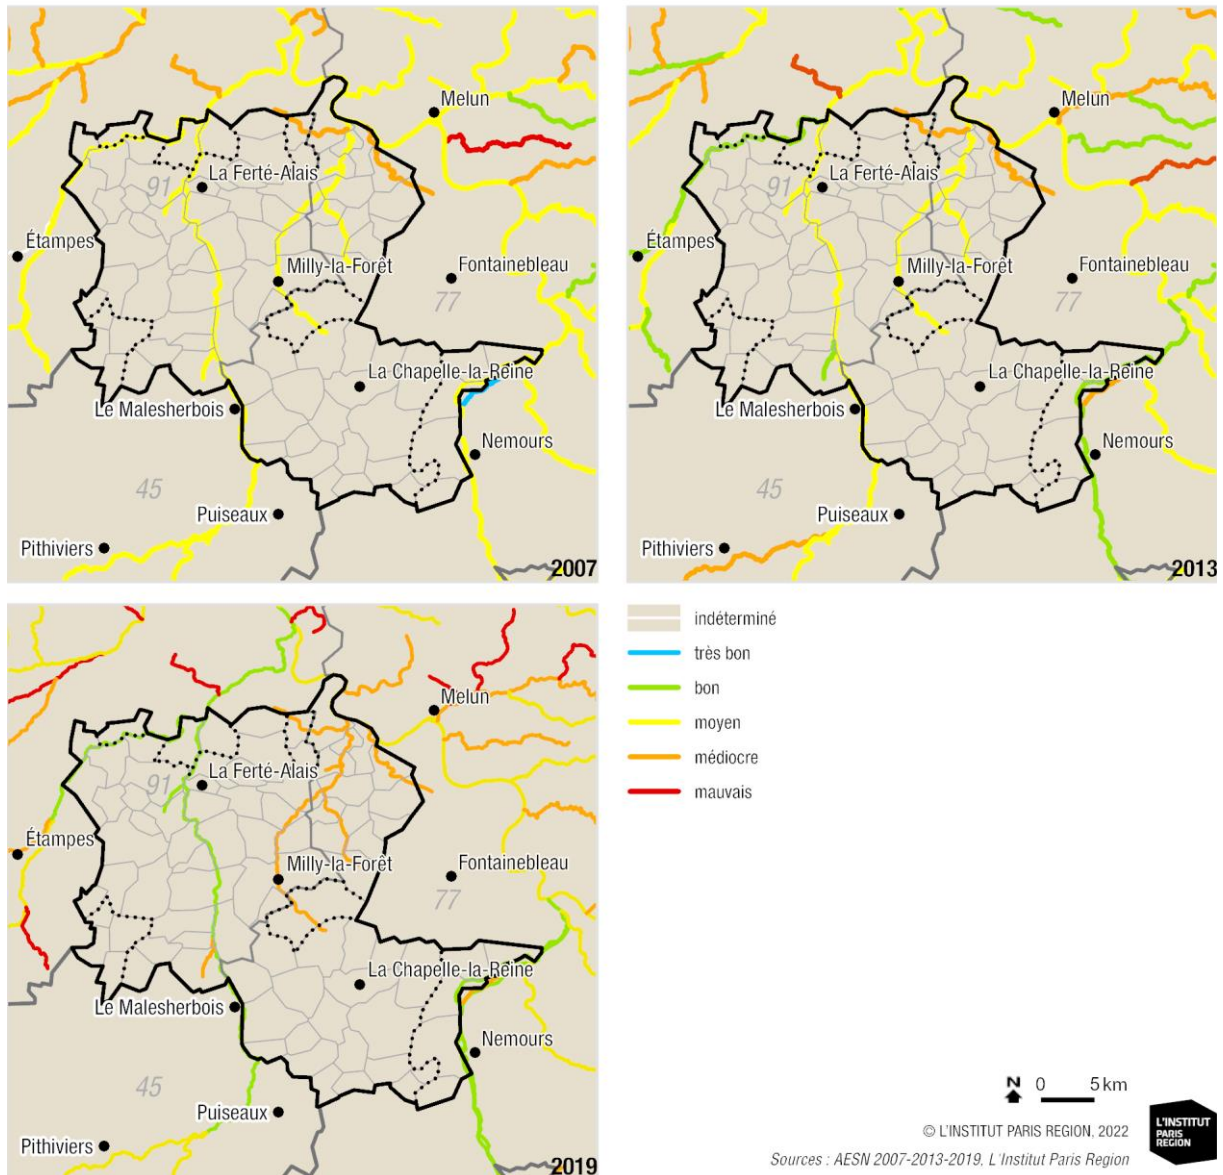 Melun
La Ferté-Alais
91
Étampes
Milly-la-Forêt
Fontainebleau
77
La Chapelle-la-Reine
Le Malesherbois
Nemours
45
Puiseaux
Pithiviers
2007
Melun
La Ferté-Alais
91
Étampes
Milly-la-Forêt
Fontainebleau
77
La Chapelle-la-Reine
Le Malesherbois
Nemours
45
Puiseaux
Pithiviers
2013
Melun
La Ferté-Alais
91
Étampes
Milly-la-Forêt
Fontainebleau
77
La Chapelle-la-Reine
Le Malesherbois
Nemours
45
Puiseaux
Pithiviers
2019
indéterminé
très bon
bon
moyen
médiocre
mauvais
N 0 5 km
© L'INSTITUT PARIS REGION, 2022
Sources : AESN 2007-2013-2019, L'Institut Paris Region
L'INSTITUT
PARIS
REGION